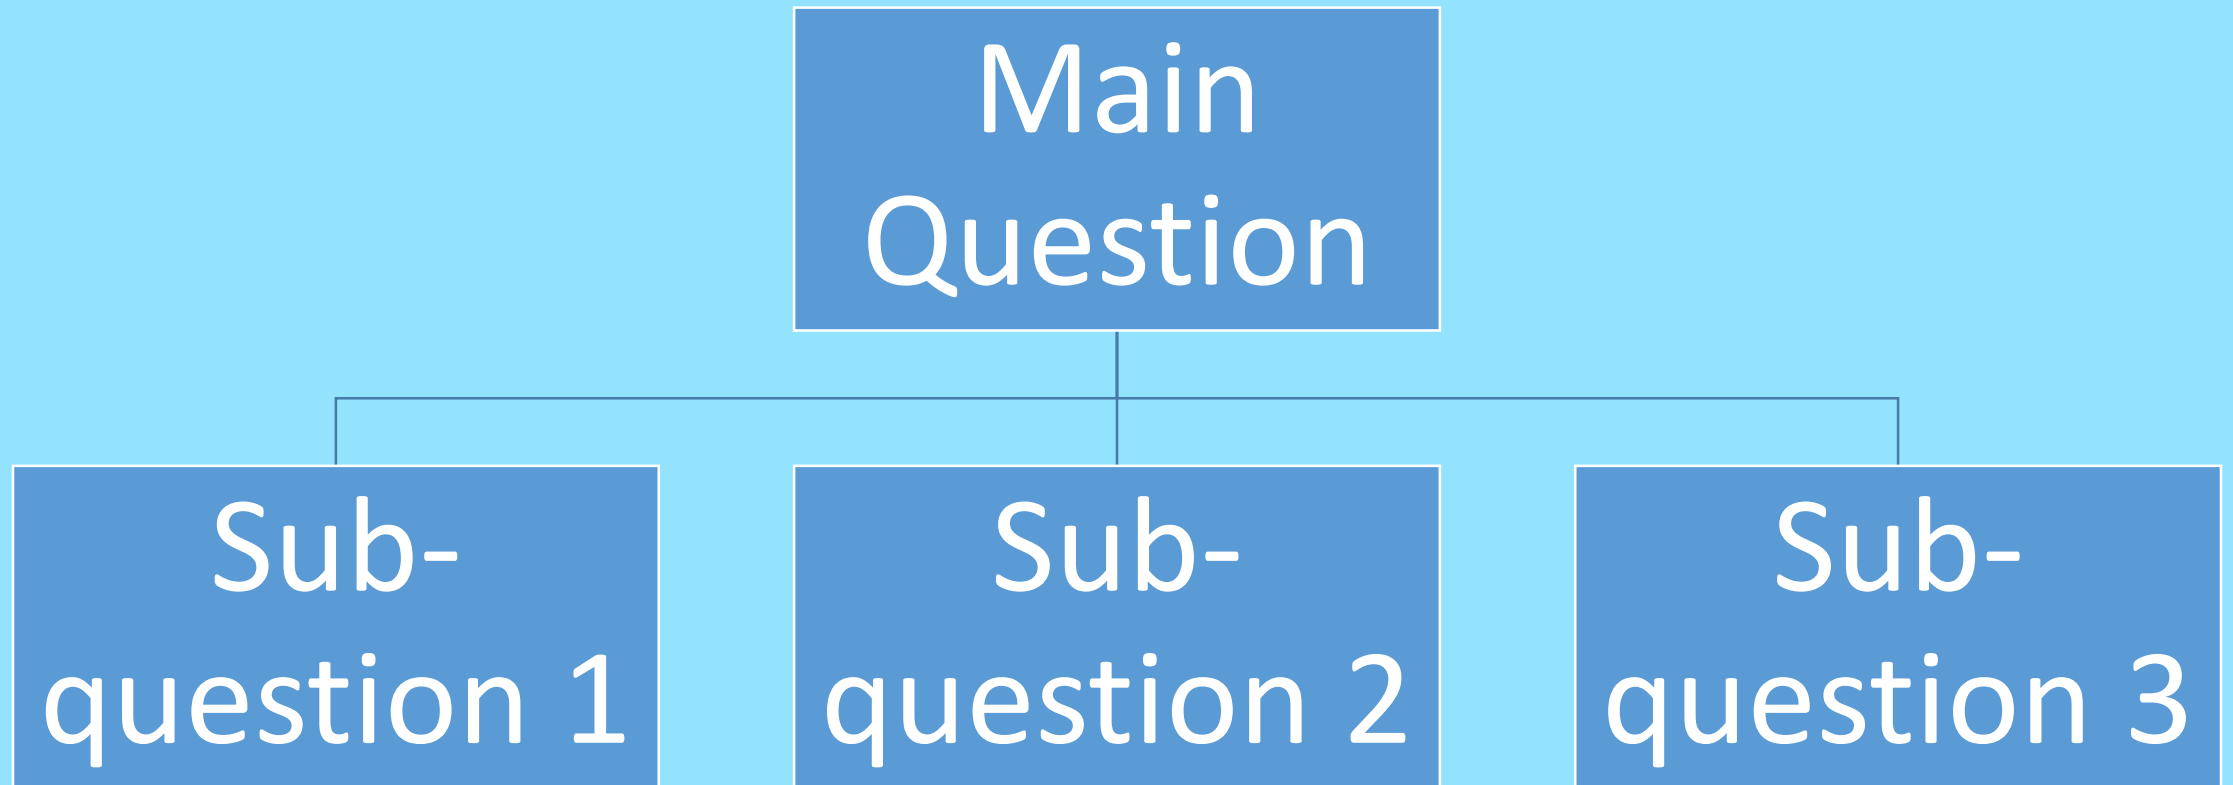 Main
Question
Sub-
question 1
Sub-
question 2
Sub-
question 3